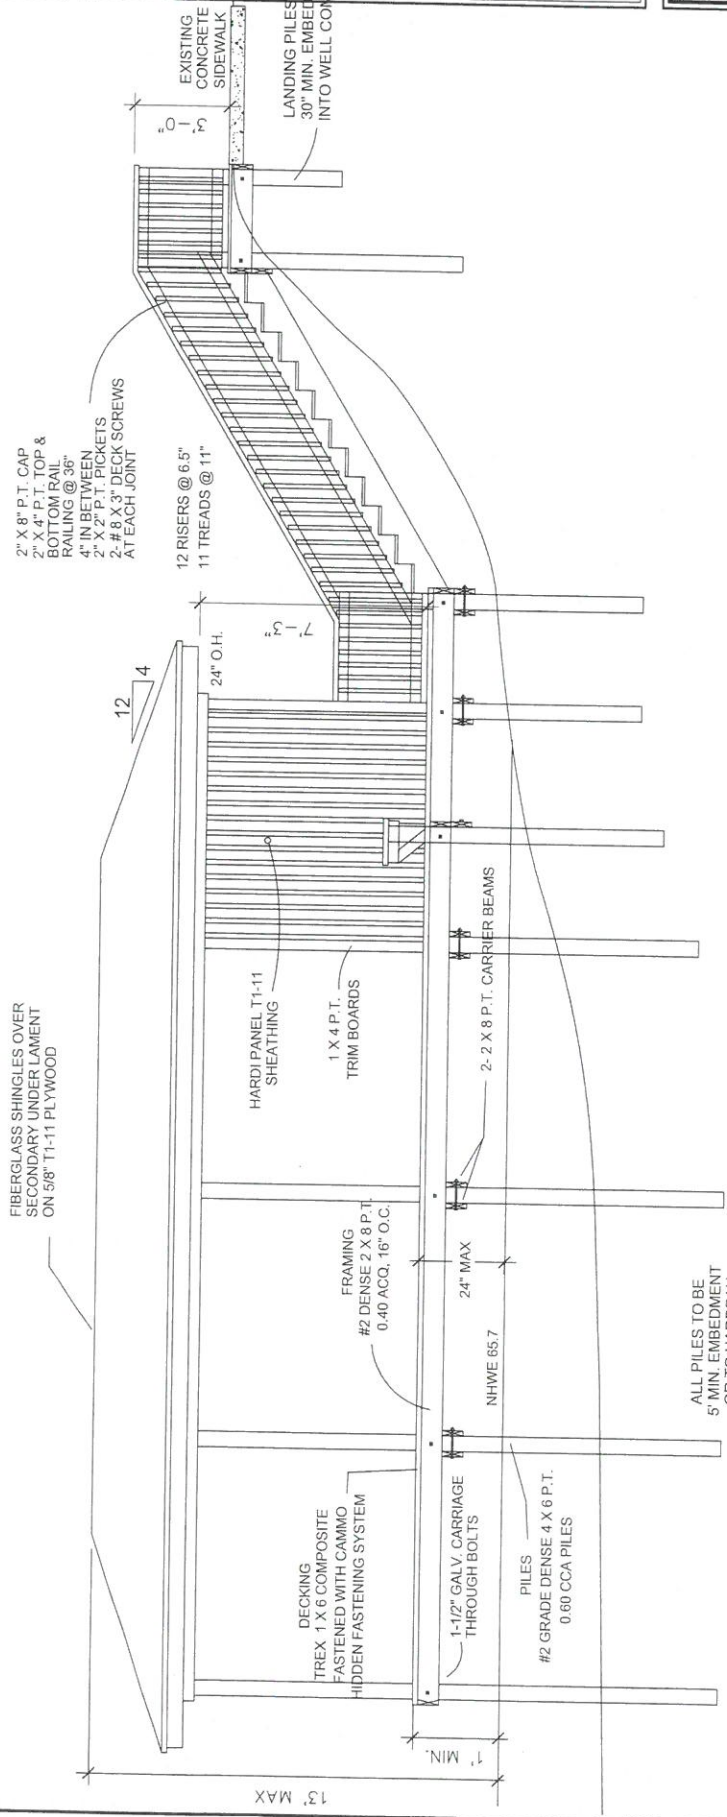 FIBERGLASS SHINGLES OVER
SECONDARY UNDER LAMENT
ON 5/8" T1-11 PLYWOOD
12
4
24" O.H.
7'-3"
2" X 8" P.T. CAP
2" X 4" P.T. TOP &
BOTTOM RAIL
RAILING @ 36"
4" IN BETWEEN
2" X 2" P.T. PICKETS
2- # 8 X 3" DECK SCREWS
AT EACH JOINT
12 RISERS @ 6.5"
11 TREADS @ 11"
3'-0"
EXISTING
CONCRETE
SIDEWALK
LANDING PILES
30" MIN. EMBED
INTO WELL CON
HARDI PANEL T1-11
SHEATHING
1 X 4 P.T.
TRIM BOARDS
13' MAX
1' MIN.
DECKING
TREX 1 X 6 COMPOSITE
FASTENED WITH CAMMO
HIDDEN FASTENING SYSTEM
FRAMING
#2 DENSE 2 X 8 P.T.
0.40 ACQ, 16" O.C.
24" MAX
2- 2 X 8 P.T. CARRIER BEAMS
NHWE 65.7
1-1/2" GALV. CARRIAGE
THROUGH BOLTS
PILES
#2 GRADE DENSE 4 X 6 P.T.
0.60 CCA PILES
ALL PILES TO BE
5' MIN. EMBEDMENT